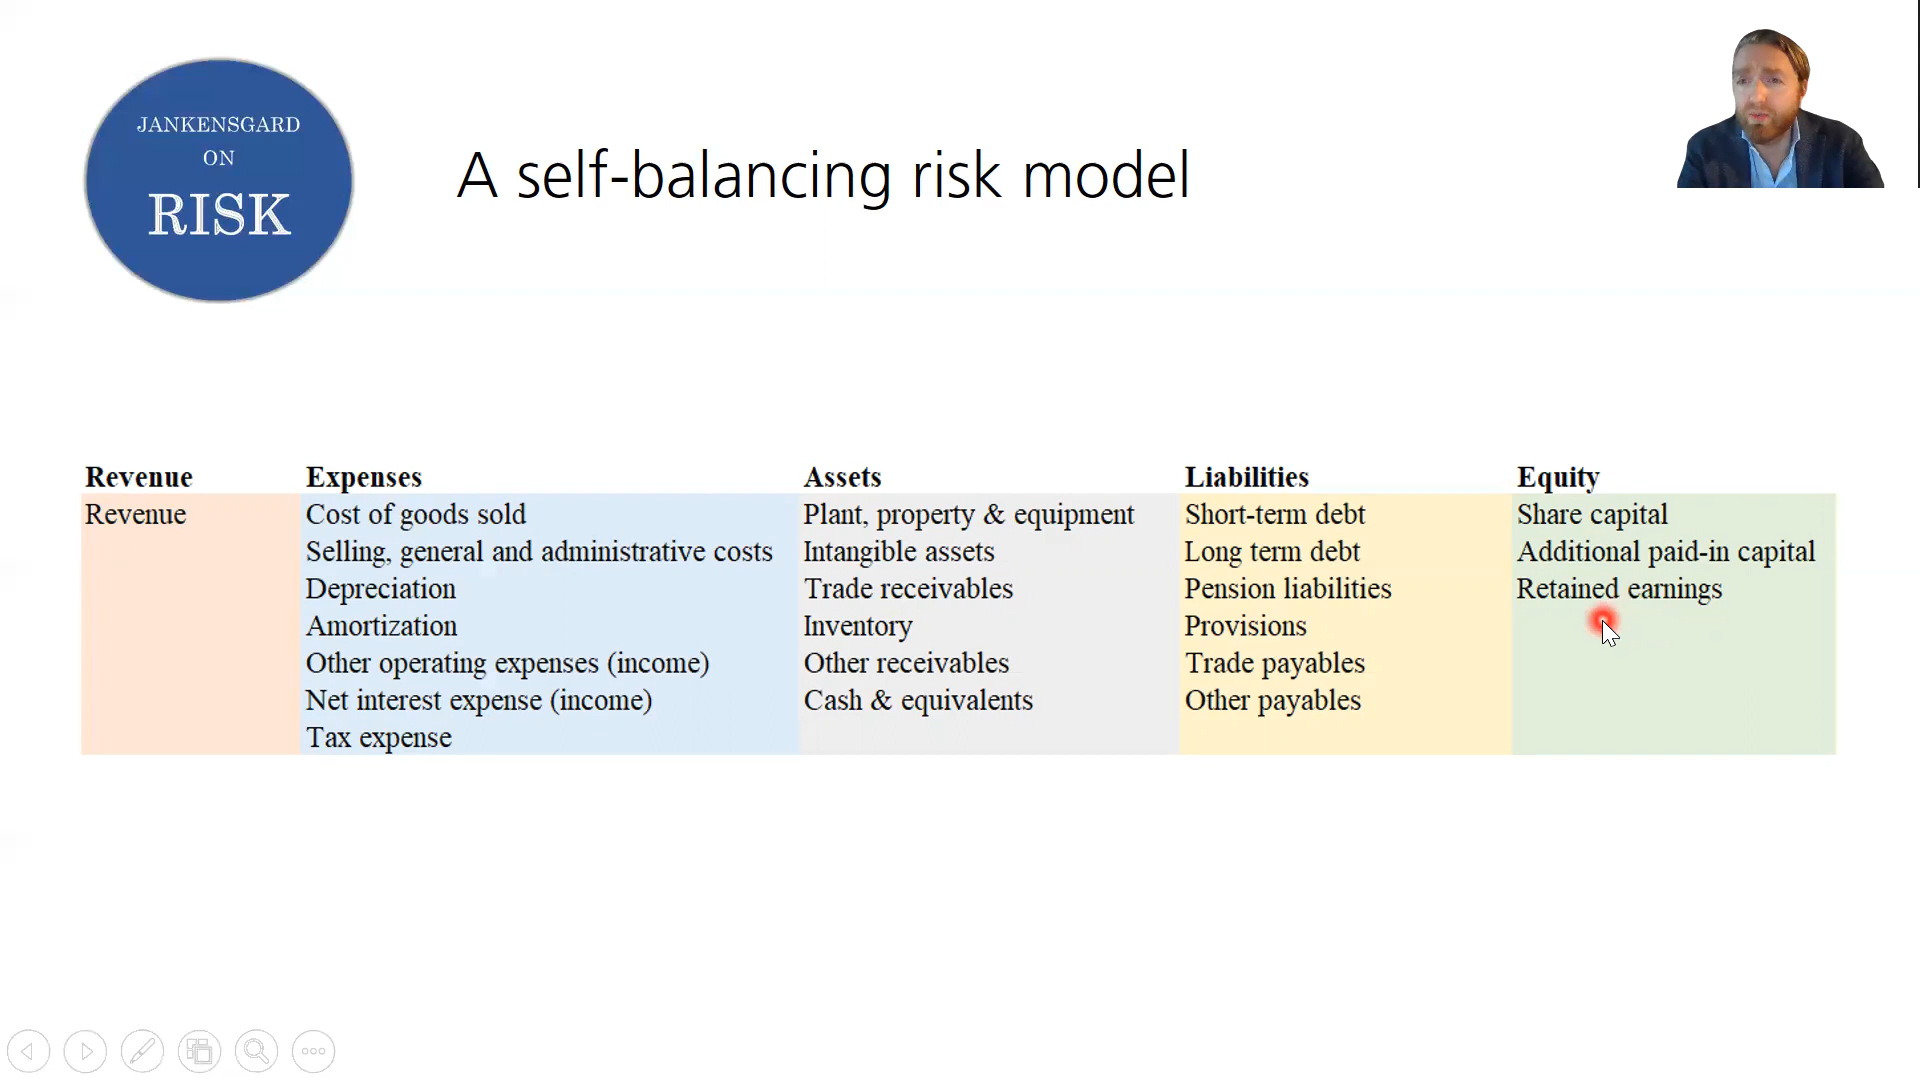 JANKENSGARD
ON
RISK
A self-balancing risk model
Revenue Expenses Assets Liabilities Equity
Revenue Cost of goods sold Plant, property & equipment Short-term debt Share capital
Selling, general and administrative costs Intangible assets Long term debt Additional paid-in capital
Depreciation Trade receivables Pension liabilities Retained earnings
Amortization Inventory Provisions
Other operating expenses (income) Other receivables Trade payables
Net interest expense (income) Cash & equivalents Other payables
Tax expense